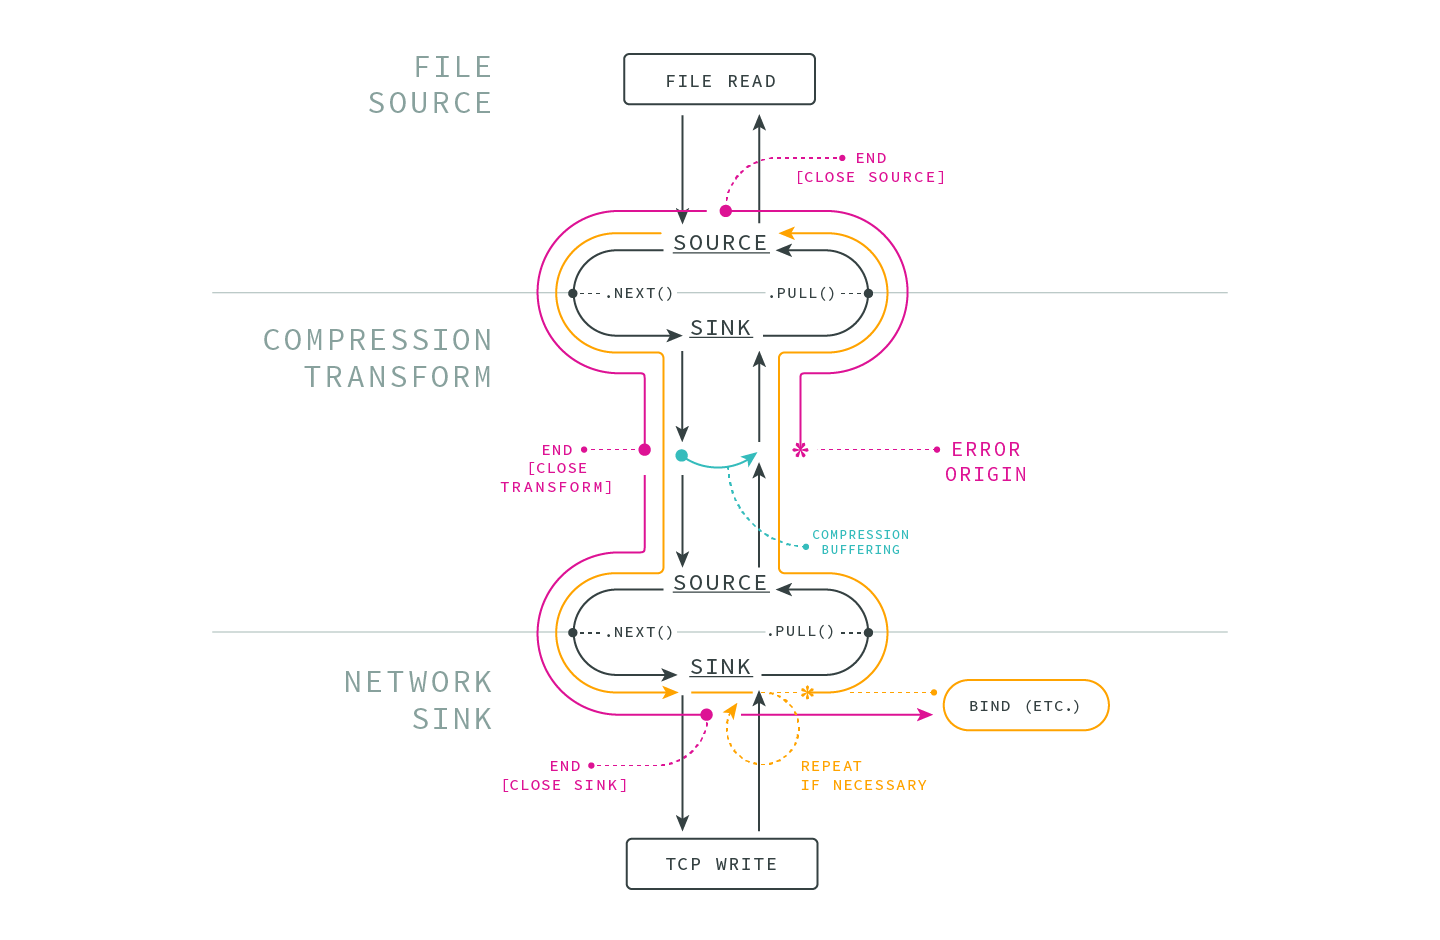 FILE
SOURCE
FILE READ
END
[CLOSE SOURCE]
SOURCE
.NEXT()
.PULL()
SINK
COMPRESSION
TRANSFORM
END
[CLOSE
TRANSFORM]
*
ERROR
ORIGIN
COMPRESSION
BUFFERING
SOURCE
.NEXT()
.PULL()
SINK
NETWORK
SINK
*
BIND (ETC.)
END
[CLOSE SINK]
REPEAT
IF NECESSARY
TCP WRITE